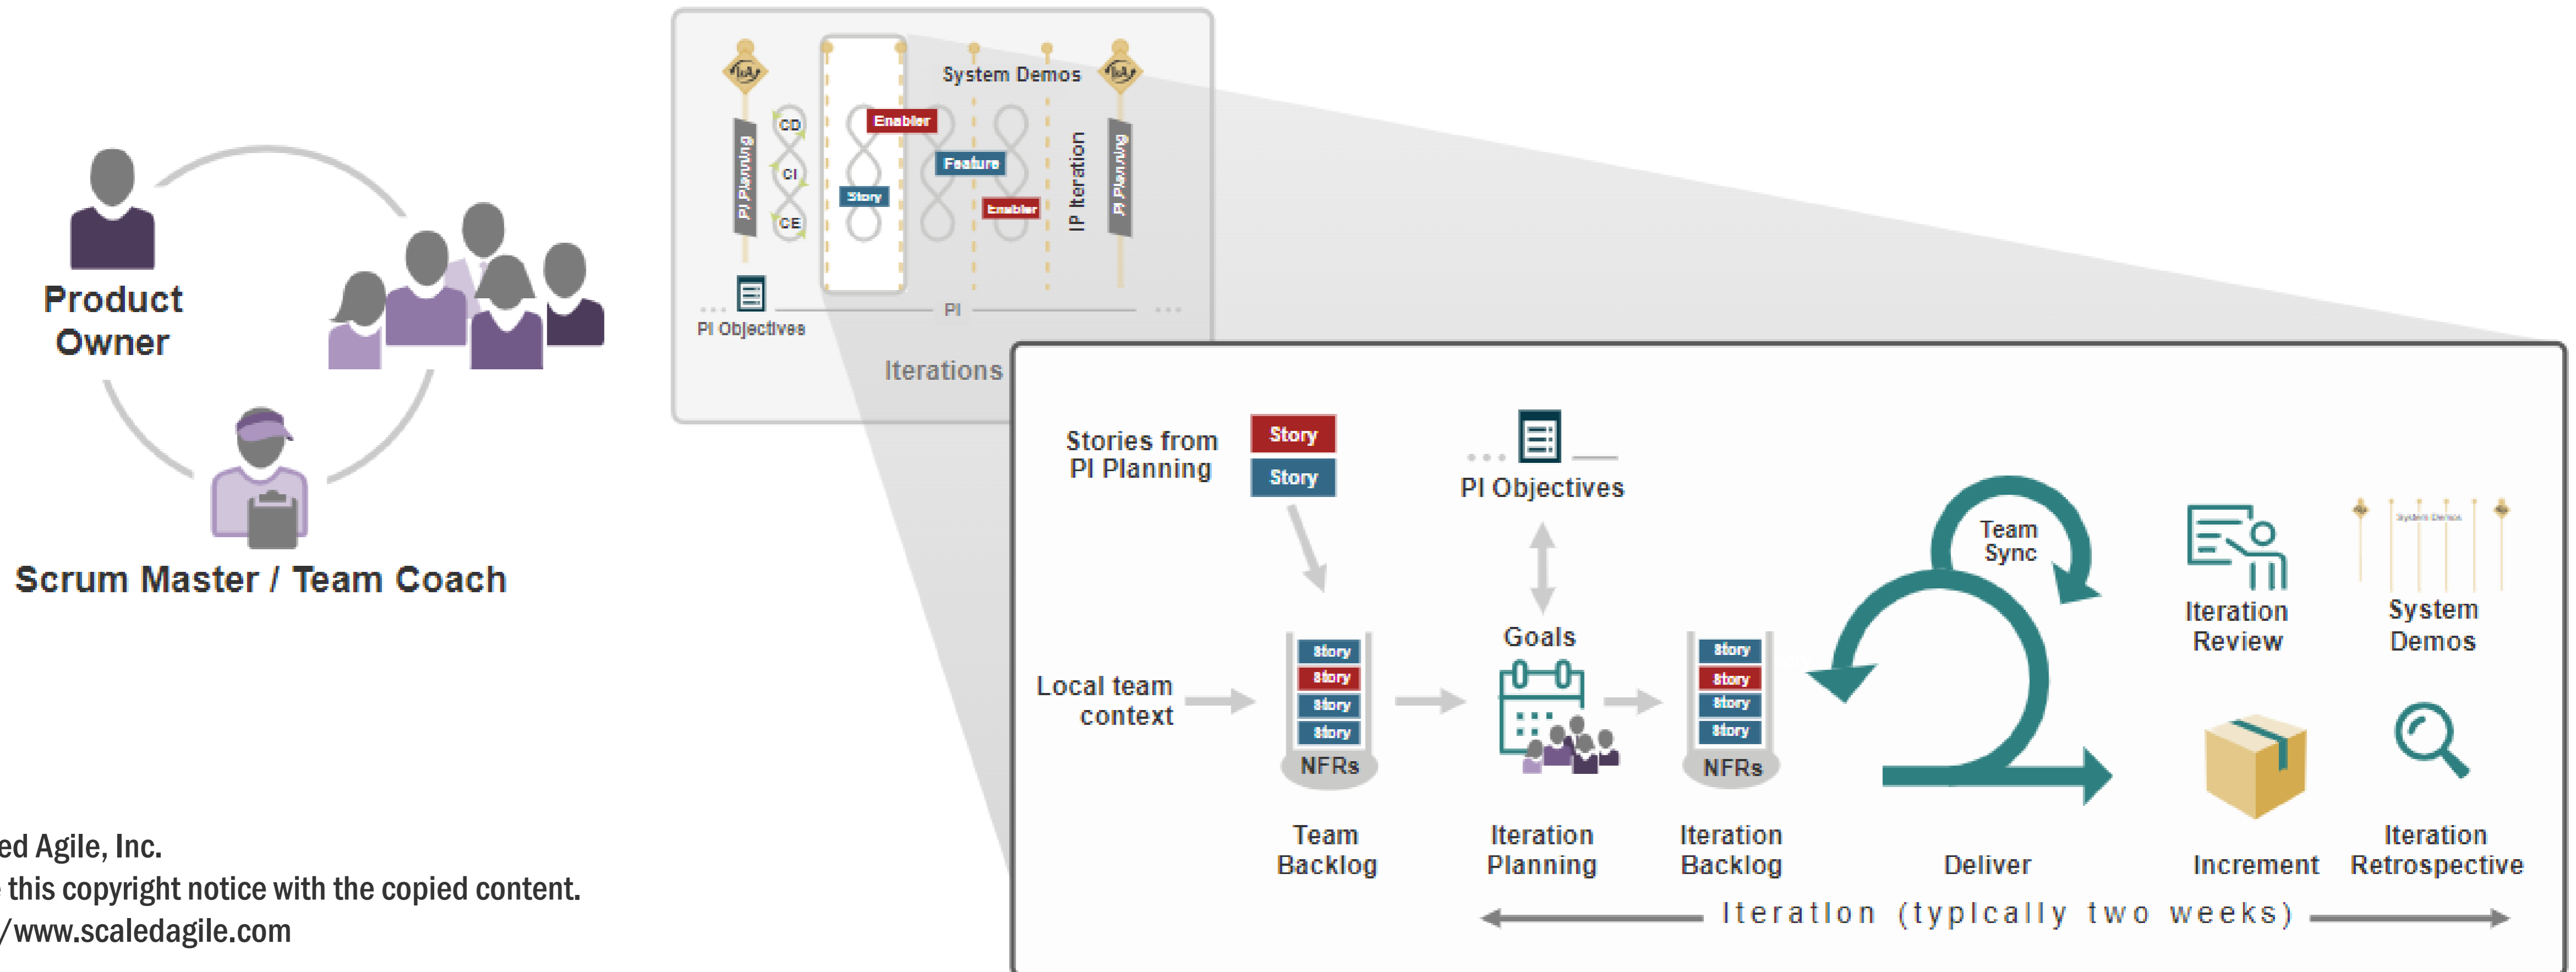 Product
Owner
Scrum Master / Team Coach
ed Agile, Inc.
this copyright notice with the copied content.
/www.scaledagile.com
System Demos
I&A
I&A
PI Planning
CD
CI
CE
Enabler
Feature
Story
Enabler
IP Iteration
PI Planning
PI
PI Objectives
Iterations
Stories from
PI Planning
Story
Story
PI Objectives
Goals
Local team
context
Story
Story
Story
Story
NFRs
Story
Story
Story
Story
NFRs
Team
Sync
Iteration
Review
System Demos
System
Demos
Team
Backlog
Iteration
Planning
Iteration
Backlog
Deliver
Increment
Iteration
Retrospective
Iteration (typically two weeks)